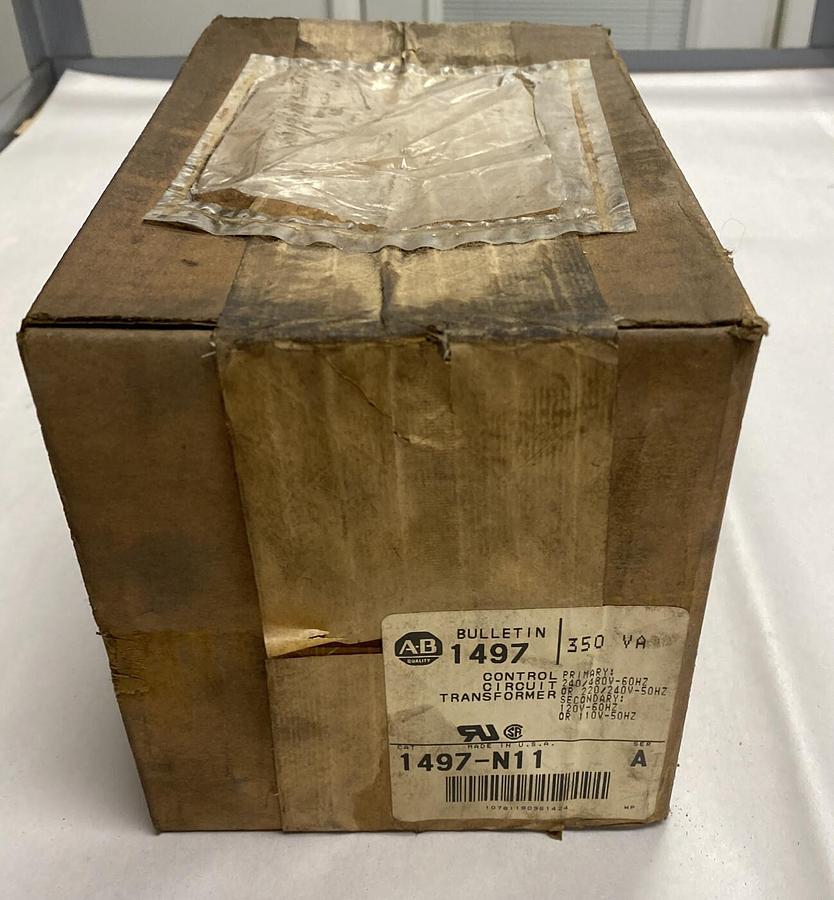 A-B
QUALITY
BULLETIN
1497
350 VA
CONTROL
CIRCUIT
TRANSFORMER
PRIMARY:
240/480V-60HZ
OR 220/240V-50HZ
SECONDARY:
120V-60HZ
OR 110V-50HZ
MADE IN U.S.A.
CAT
SER
1497-N11
A
WP